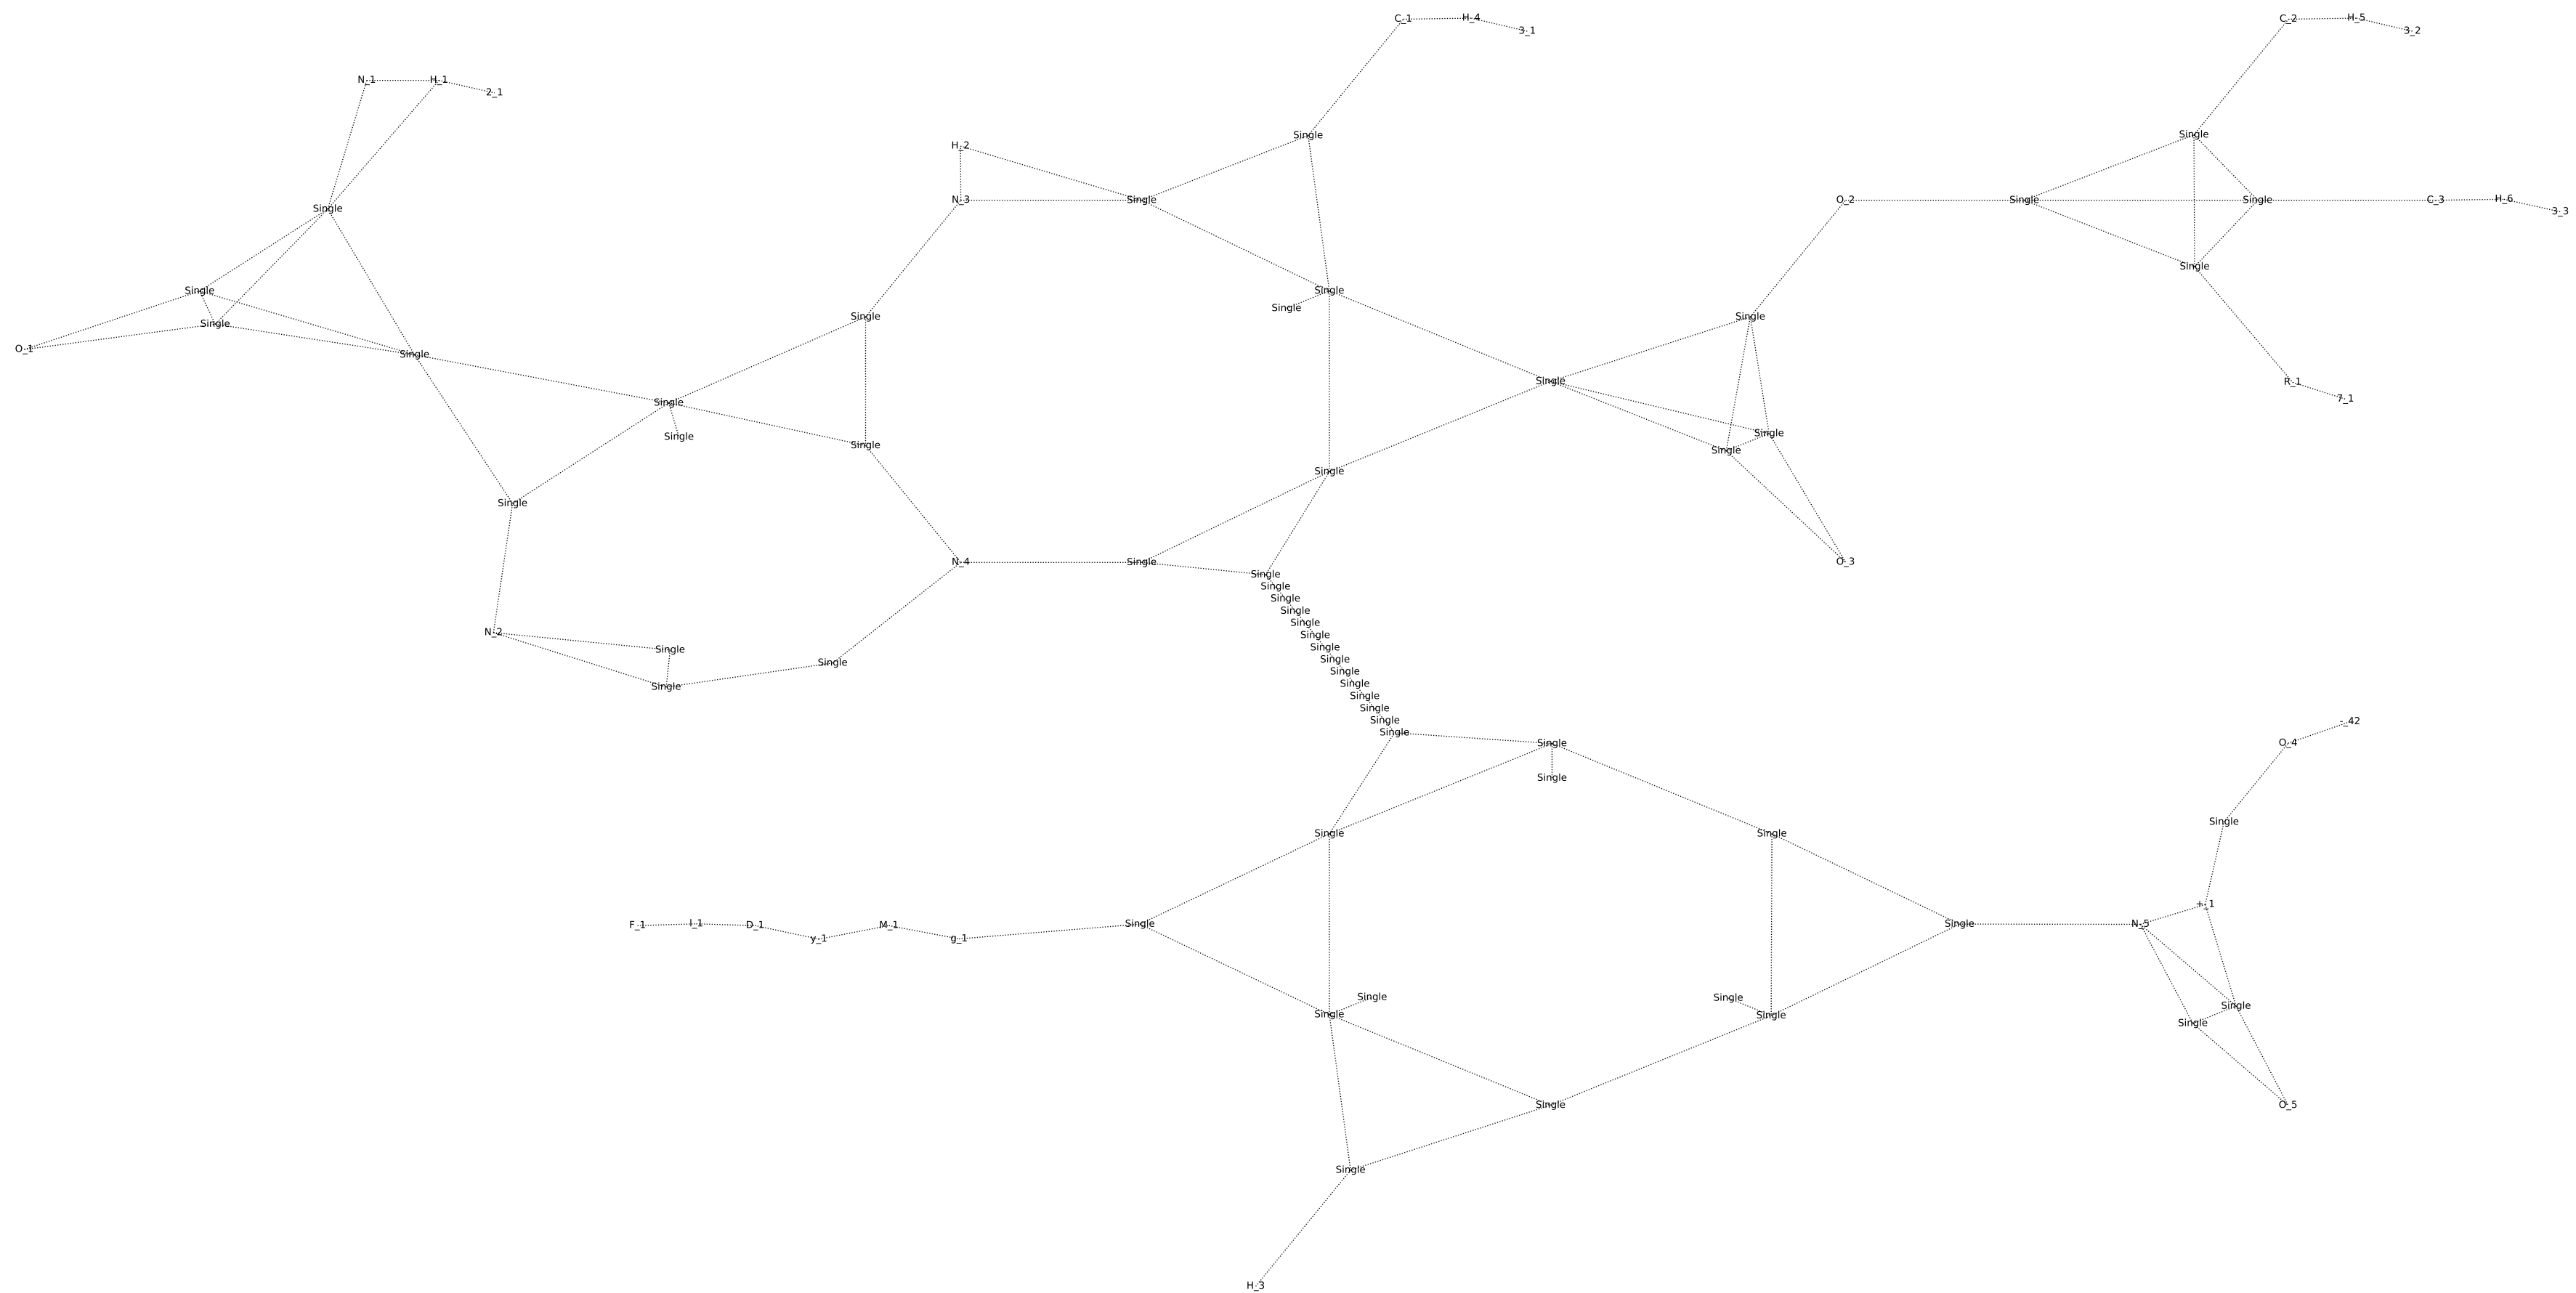 C_1 H_4 3_1
C_2 H_5 3_2
N_1 H_1 2_1
Single Single
H_2
N_3 Single O_2 Single Single C_3 H_6 3_3
Single
Single
Single Single
Single
Single Single
Single
O_1 Single
Single R_1 7_1
Single
Single Single
Single Single
Single
Single
N_4 Single O_3
Single
Single
Single
Single
Single
N_2 Single
Single
Single Single
Single Single
Single
Single Single
Single
Single
Single -_42
Single
Single O_4
Single
Single
Single Single
+_1
F_1 I_1 D_1 y_1 M_1 g_1 Single Single N_5
Single Single
Single
Single Single Single
Single O_5
Single
H_3